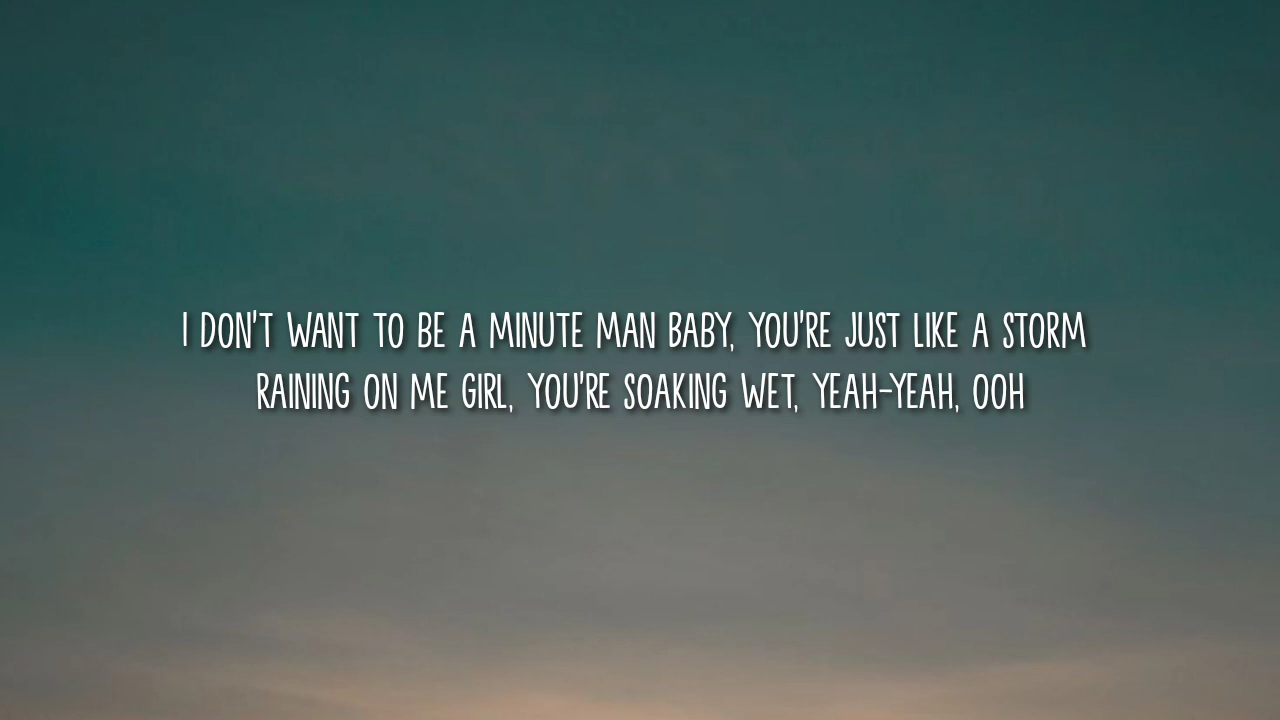 I DON'T WANT TO BE A MINUTE MAN BABY, YOU'RE JUST LIKE A STORM
RAINING ON ME GIRL, YOU'RE SOAKING WET, YEAH-YEAH, OOH